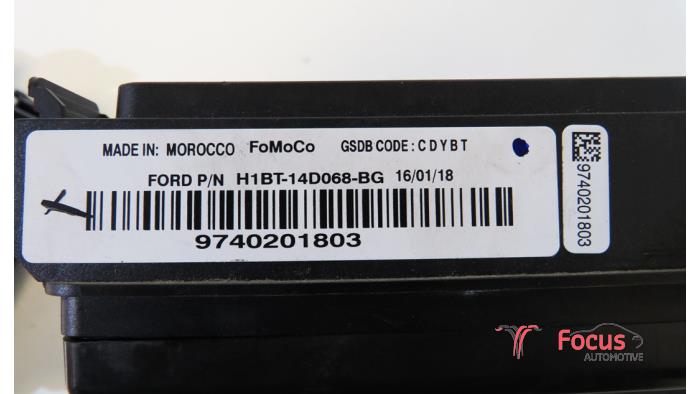 MADE IN: MOROCCO FoMoCo GSDB CODE: C D Y B T
FORD P/N H1BT-14D068-BG 16/01/18
9740201803
9740201803
Focus
AUTOMOTIVE